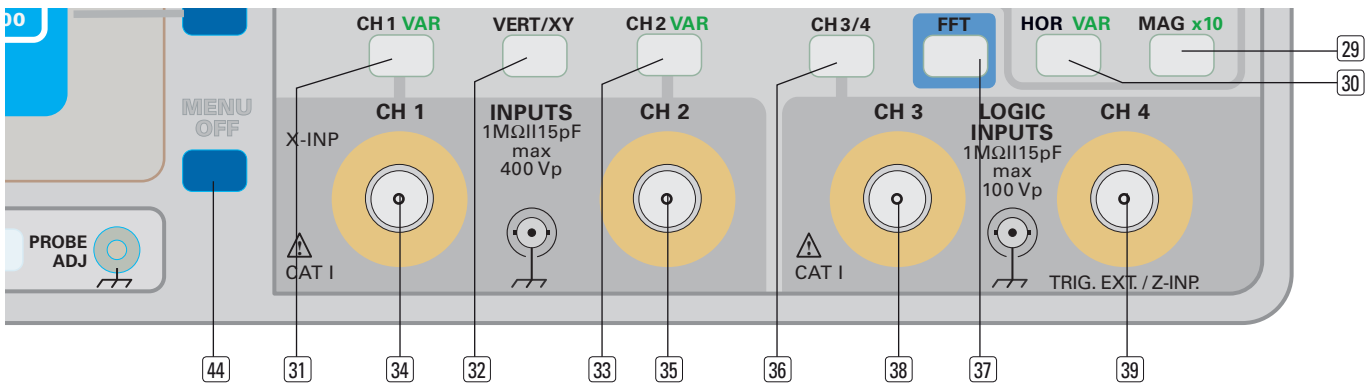 00
CH 1 VAR
VERT/XY
CH 2 VAR
CH 3/4
FFT
HOR VAR
MAG x10
29
30
MENU
OFF
CH 1
X-INP
INPUTS
1MΩII15pF
max
400 Vp
CH 2
CH 3
LOGIC
INPUTS
1MΩII15pF
max
100 Vp
CH 4
PROBE
ADJ
CAT I
CAT I
TRIG. EXT. / Z-INP.
44
31
34
32
33
35
36
38
37
39